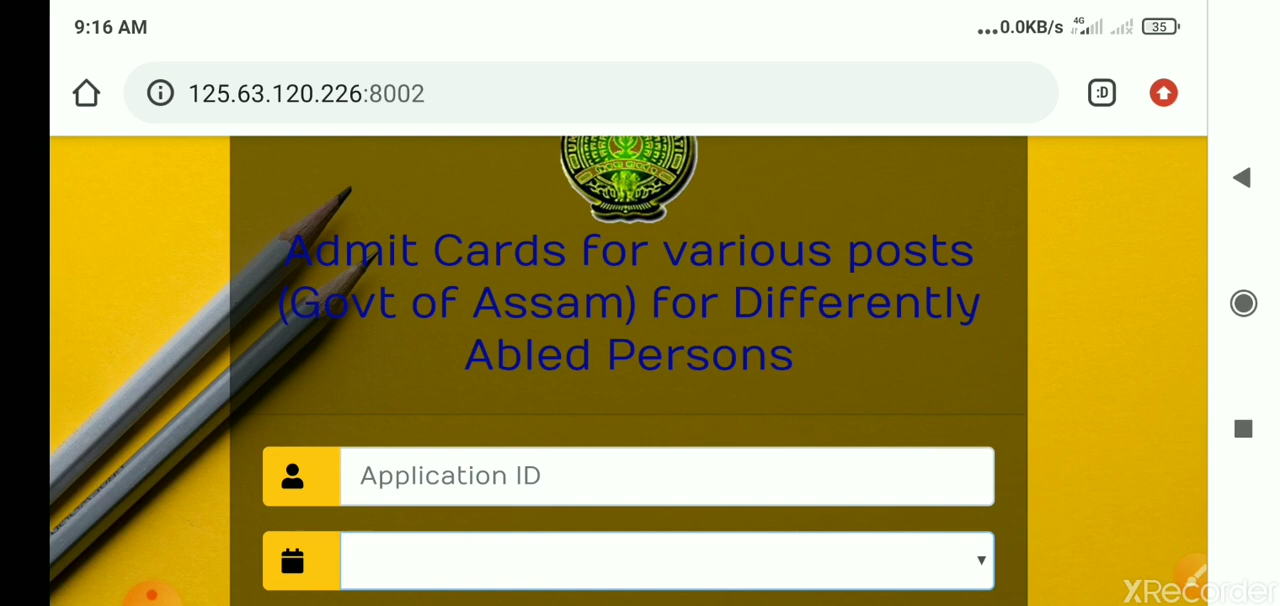 9:16 AM
...0.0KB/s 4G 35
125.63.120.226:8002 :D
Admit Cards for various posts
(Govt of Assam) for Differently
Abled Persons
Application ID
XRecorder